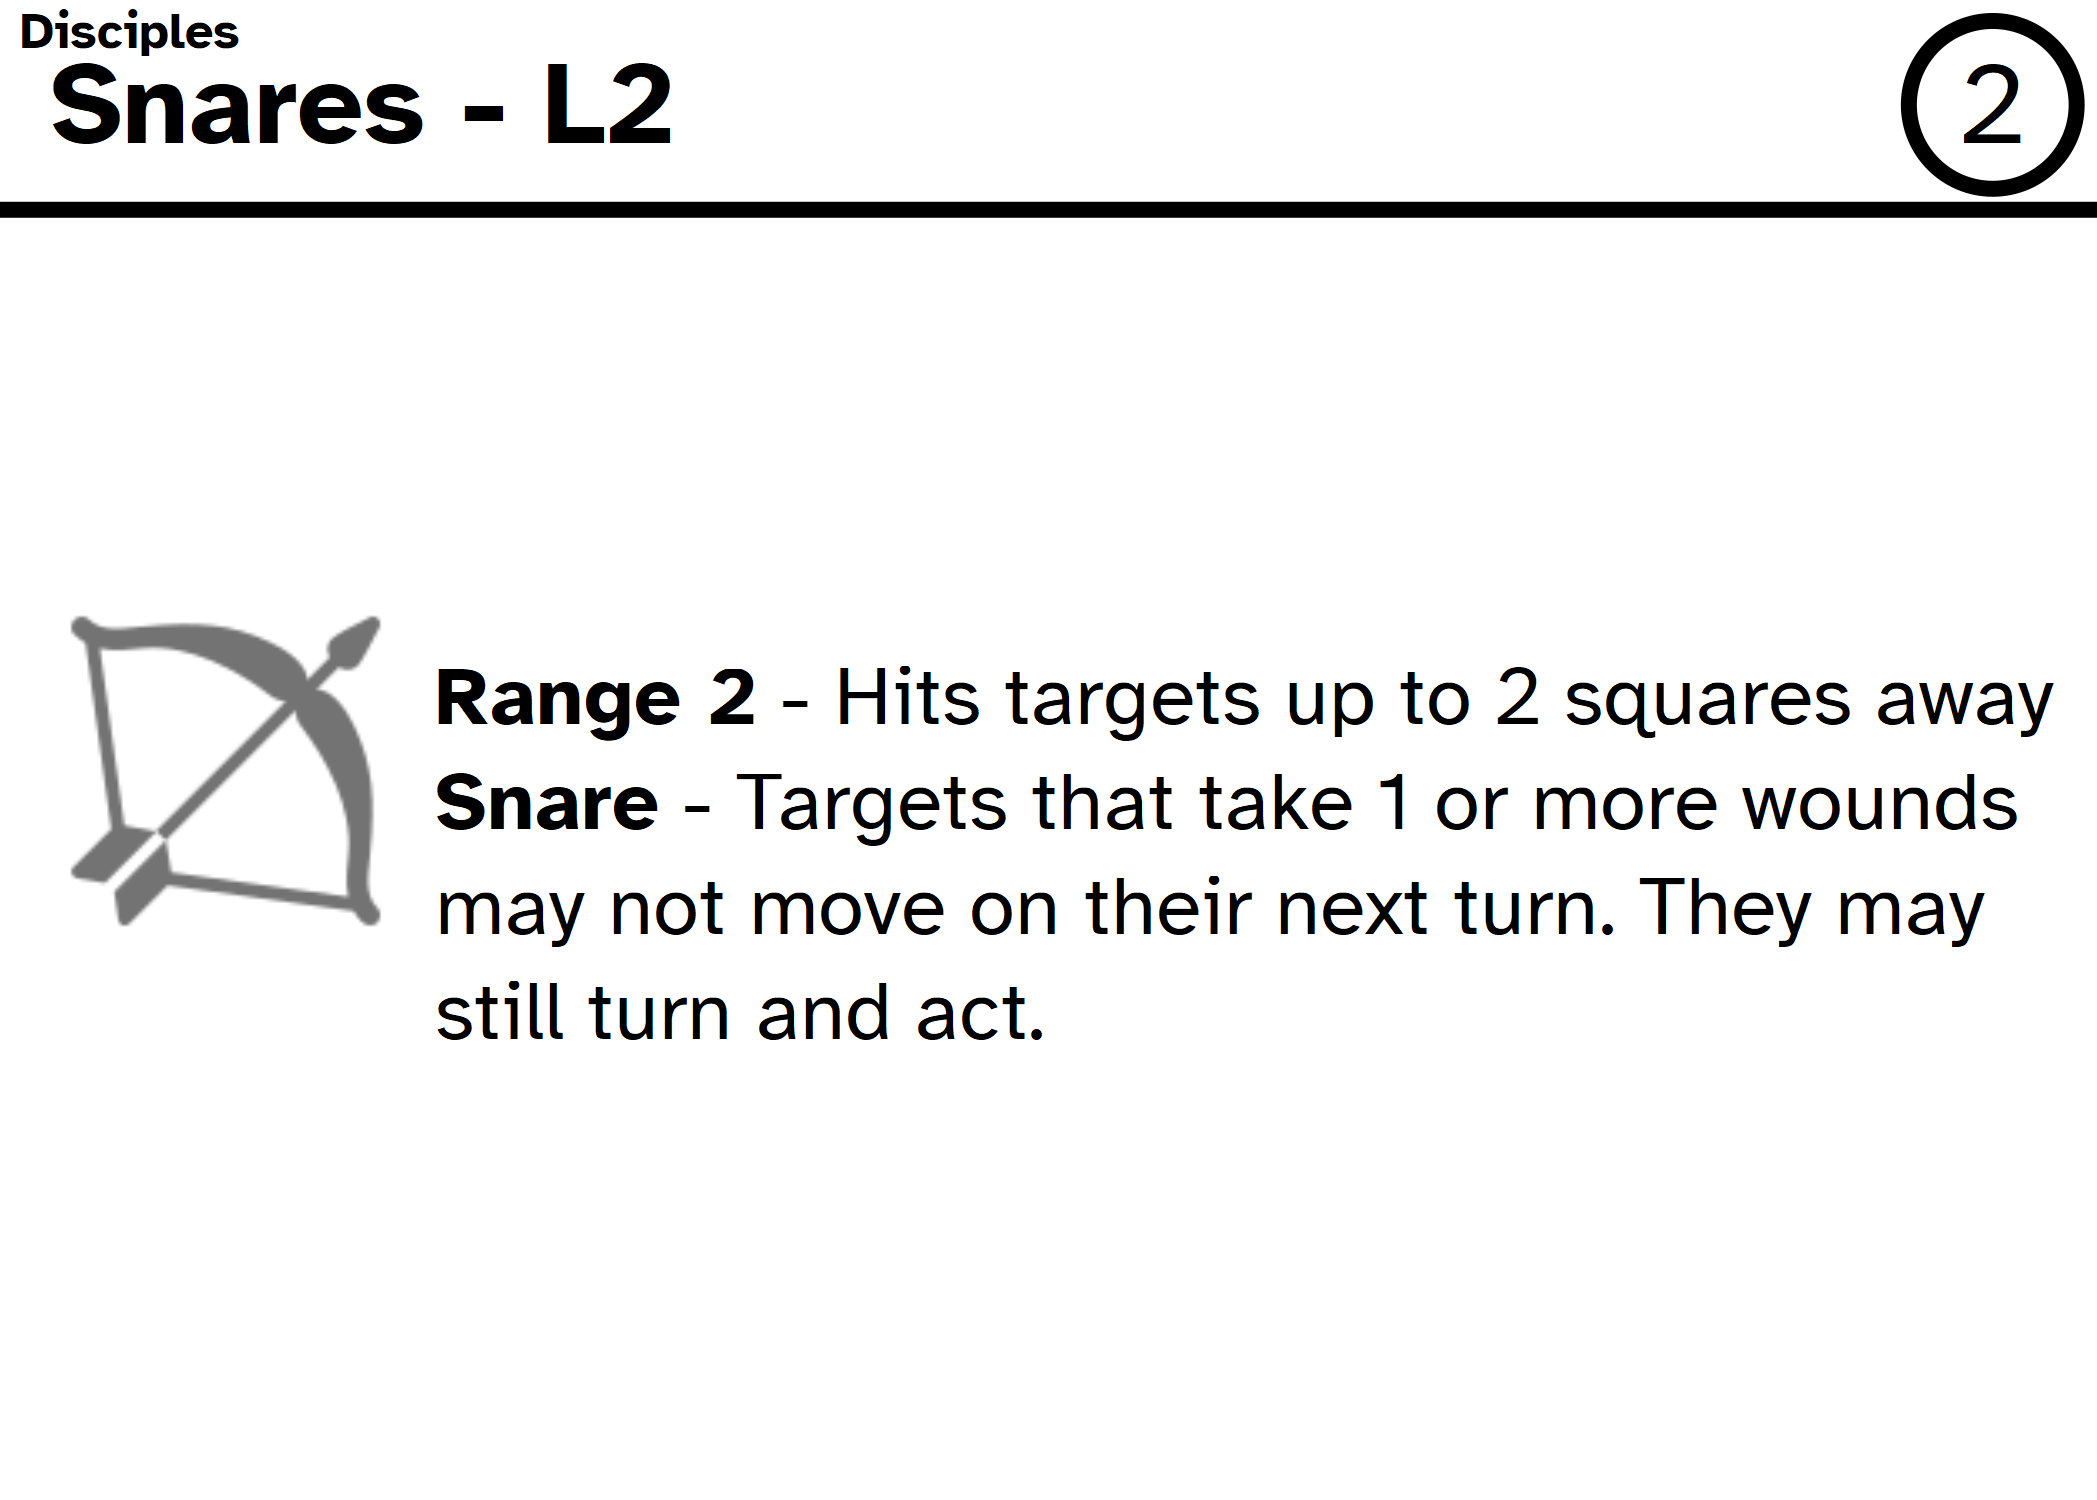 Disciples
Snares - L2
2
Range 2 - Hits targets up to 2 squares away
Snare - Targets that take 1 or more wounds
may not move on their next turn. They may
still turn and act.